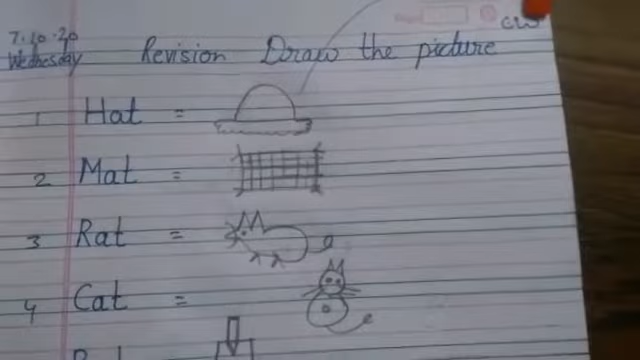 7.10.20
Wednesday
CW
Revision Draw the picture
1 Hat =
2 Mat =
3 Rat =
4 Cat =